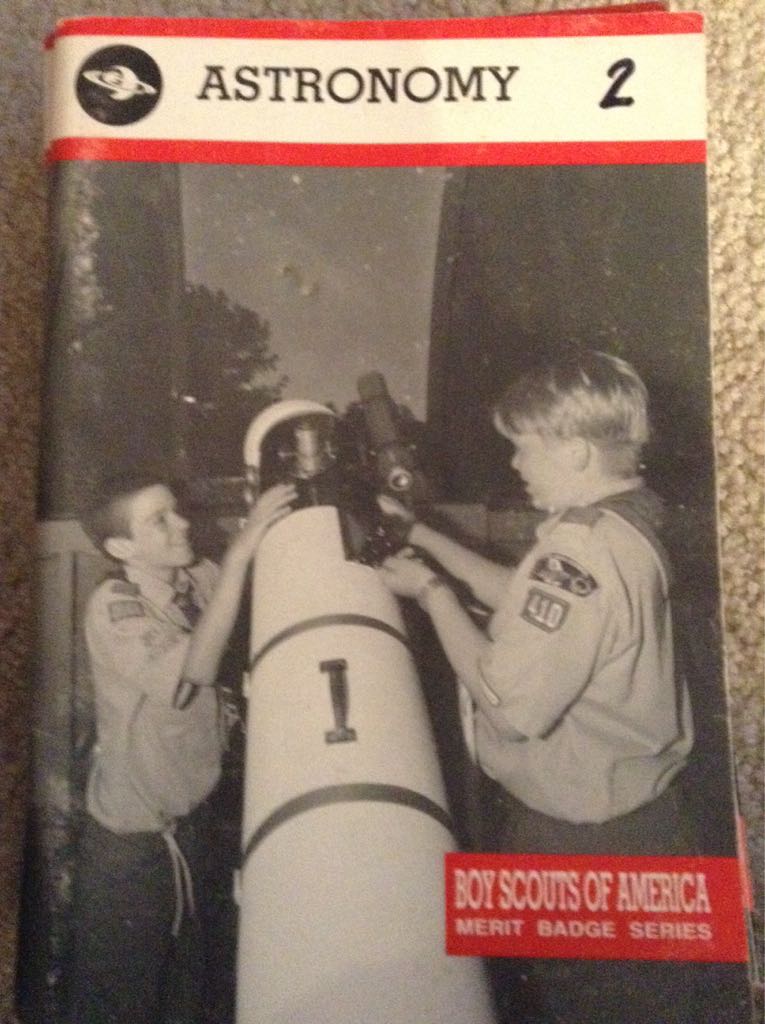 ASTRONOMY 2
410
1
BOY SCOUTS OF AMERICA
MERIT BADGE SERIES